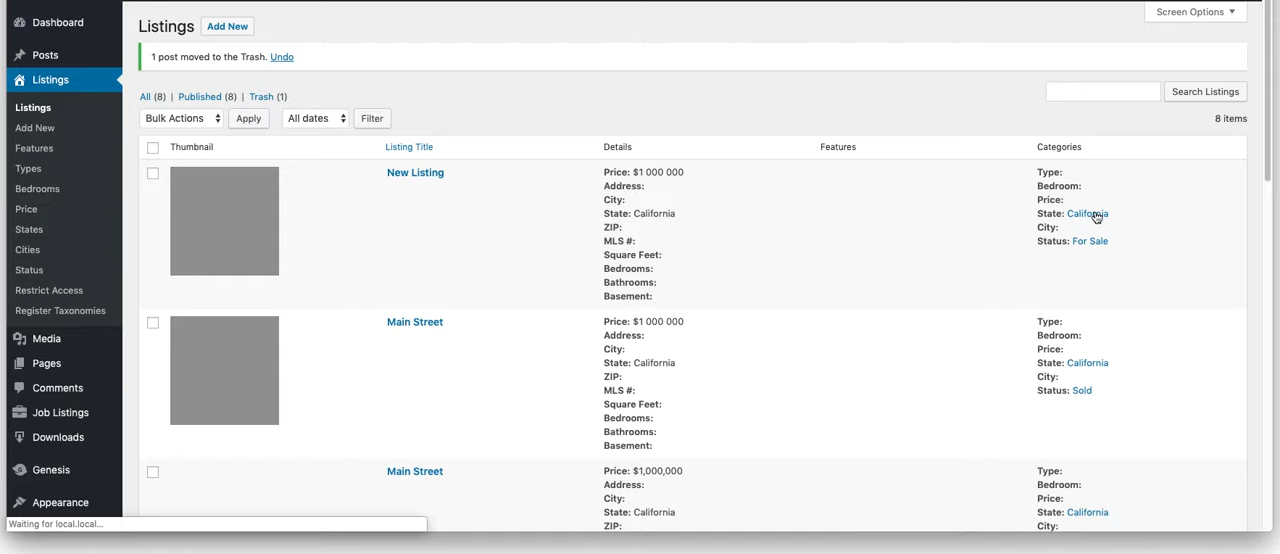 Dashboard
Posts
Listings
Listings
Add New
Features
Types
Bedrooms
Price
States
Cities
Status
Restrict Access
Register Taxonomies
Media
Pages
Comments
Job Listings
Downloads
Genesis
Appearance
Waiting for local.local...
Screen Options
Listings Add New
1 post moved to the Trash. Undo
All (8) | Published (8) | Trash (1)
Search Listings
Bulk Actions Apply All dates Filter
8 items
Thumbnail Listing Title Details Features Categories
New Listing
Price: $1 000 000
Address:
City:
State: California
ZIP:
MLS #:
Square Feet:
Bedrooms:
Bathrooms:
Basement:
Type:
Bedroom:
Price:
State: California
City:
Status: For Sale
Main Street
Price: $1 000 000
Address:
City:
State: California
ZIP:
MLS #:
Square Feet:
Bedrooms:
Bathrooms:
Basement:
Type:
Bedroom:
Price:
State: California
City:
Status: Sold
Main Street
Price: $1,000,000
Address:
City:
State: California
ZIP:
Type:
Bedroom:
Price:
State: California
City: